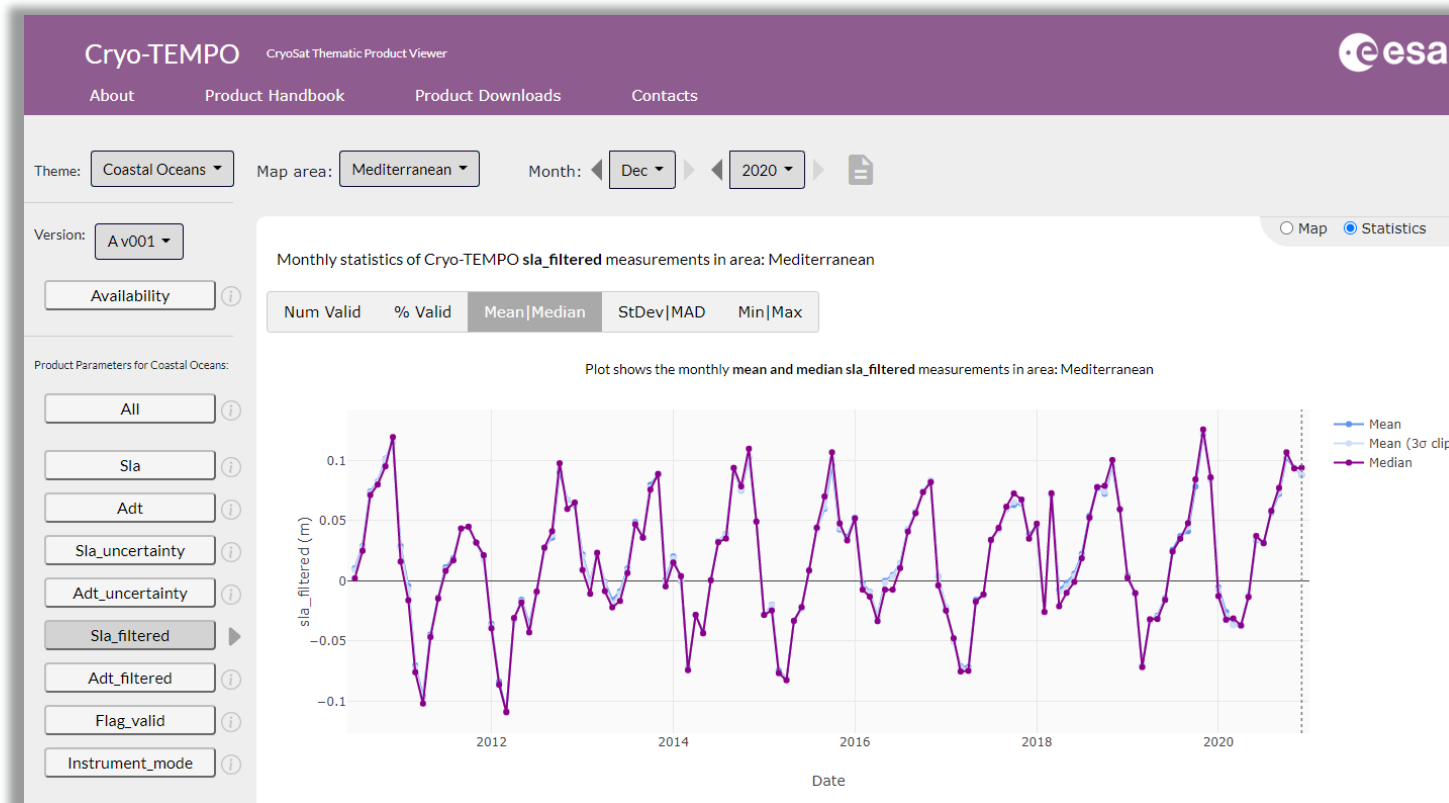 Cryo-TEMPO CryoSat Thematic Product Viewer
esa
About Product Handbook Product Downloads Contacts
Theme: Coastal Oceans Map area: Mediterranean Month: Dec 2020
Version: A v001
Map Statistics
Monthly statistics of Cryo-TEMPO sla_filtered measurements in area: Mediterranean
Availability
Num Valid % Valid Mean|Median StDev|MAD Min|Max
Product Parameters for Coastal Oceans:
Plot shows the monthly mean and median sla_filtered measurements in area: Mediterranean
All
Sla
Adt
Sla_uncertainty
Adt_uncertainty
Sla_filtered
Adt_filtered
Flag_valid
Instrument_mode
Mean
Mean (3σ clip
Median
sla_filtered (m)
0.1
0.05
0
−0.05
−0.1
2012 2014 2016 2018 2020
Date